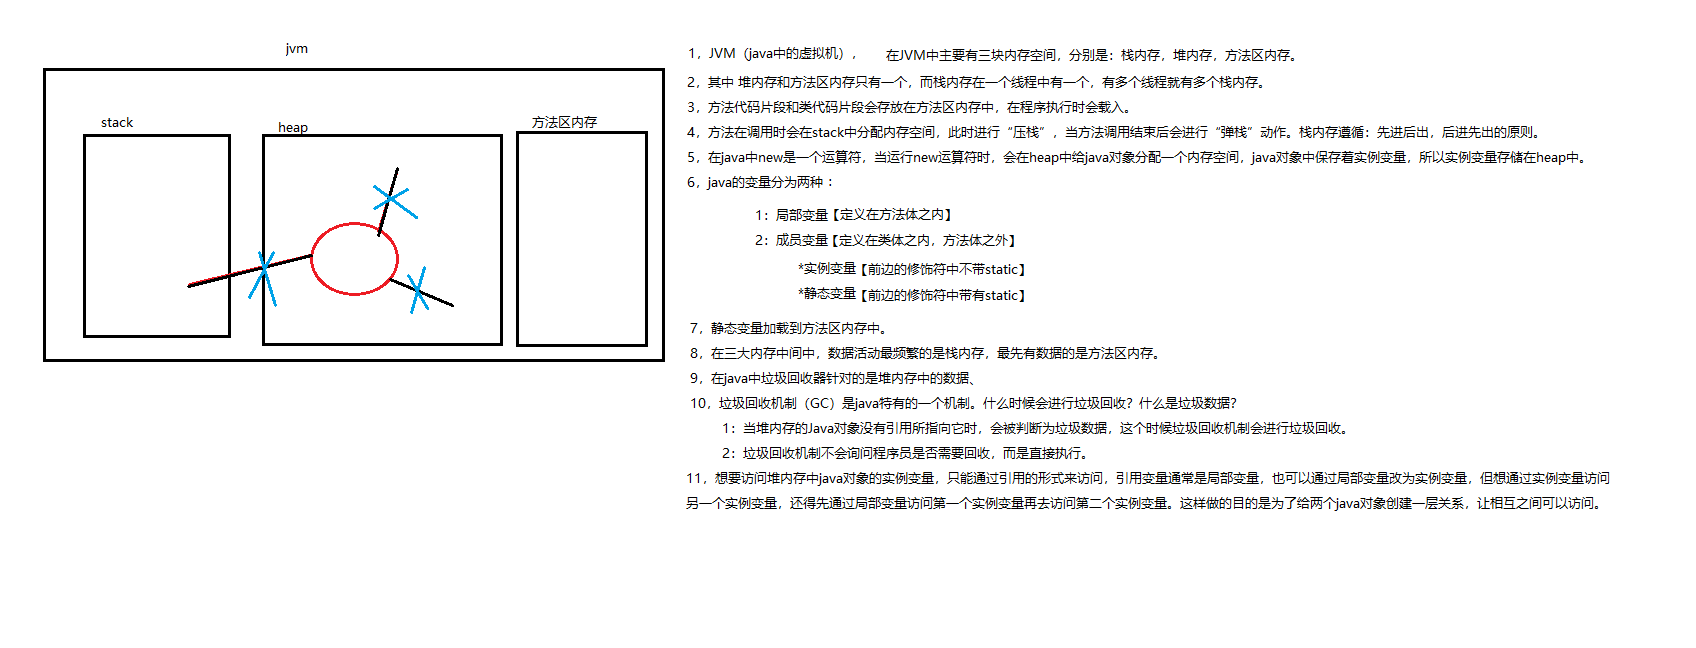 jvm
stack
heap
方法区内存
1，JVM（java中的虚拟机）， 在JVM中主要有三块内存空间，分别是：栈内存，堆内存，方法区内存。
2，其中 堆内存和方法区内存只有一个，而栈内存在一个线程中有一个，有多个线程就有多个栈内存。
3，方法代码片段和类代码片段会存放在方法区内存中，在程序执行时会载入。
4，方法在调用时会在stack中分配内存空间，此时进行“压栈”，当方法调用结束后会进行“弹栈”动作。栈内存遵循：先进后出，后进先出的原则。
5，在java中new是一个运算符，当运行new运算符时，会在heap中给java对象分配一个内存空间，java对象中保存着实例变量，所以实例变量存储在heap中。
6，java的变量分为两种：
1：局部变量【定义在方法体之内】
2：成员变量【定义在类体之内，方法体之外】
*实例变量【前边的修饰符中不带static】
*静态变量【前边的修饰符中带有static】
7，静态变量加载到方法区内存中。
8，在三大内存中间中，数据活动最频繁的是栈内存，最先有数据的是方法区内存。
9，在java中垃圾回收器针对的是堆内存中的数据、
10，垃圾回收机制（GC）是java特有的一个机制。什么时候会进行垃圾回收？什么是垃圾数据？
1：当堆内存的Java对象没有引用所指向它时，会被判断为垃圾数据，这个时候垃圾回收机制会进行垃圾回收。
2：垃圾回收机制不会询问程序员是否需要回收，而是直接执行。
11，想要访问堆内存中java对象的实例变量，只能通过引用的形式来访问，引用变量通常是局部变量，也可以通过局部变量改为实例变量，但想通过实例变量访问
另一个实例变量，还得先通过局部变量访问第一个实例变量再去访问第二个实例变量。这样做的目的是为了给两个java对象创建一层关系，让相互之间可以访问。